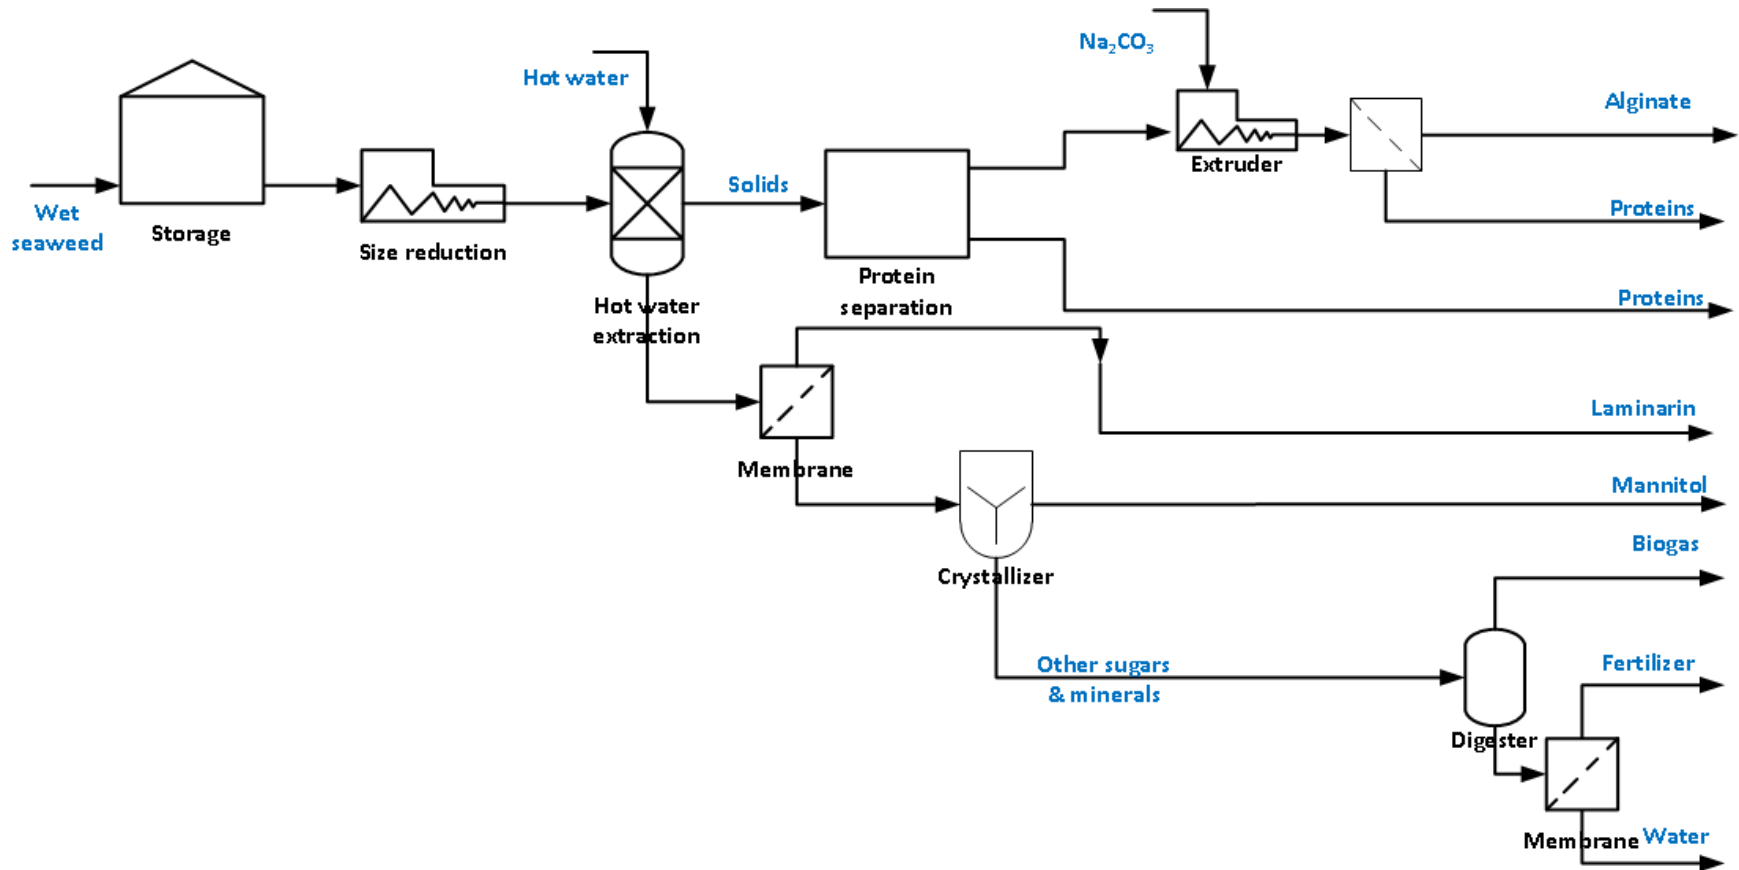 Na₂CO₃
Hot water
Alginate
Extruder
Solids
Wet
seaweed
Storage
Size reduction
Proteins
Protein
separation
Proteins
Hot water
extraction
Laminarin
Membrane
Mannitol
Biogas
Crystallizer
Other sugars
& minerals
Fertilizer
Digester
Membrane
Water